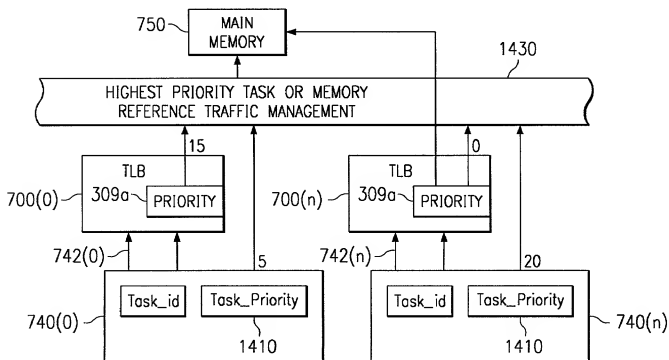 750
MAIN
MEMORY
1430
HIGHEST PRIORITY TASK OR MEMORY
REFERENCE TRAFFIC MANAGEMENT
15
0
TLB
TLB
700(0)
309a
PRIORITY
700(n)
309a
PRIORITY
742(0)
742(n)
5
20
740(0)
Task_id
Task_Priority
Task_id
Task_Priority
740(n)
1410
1410